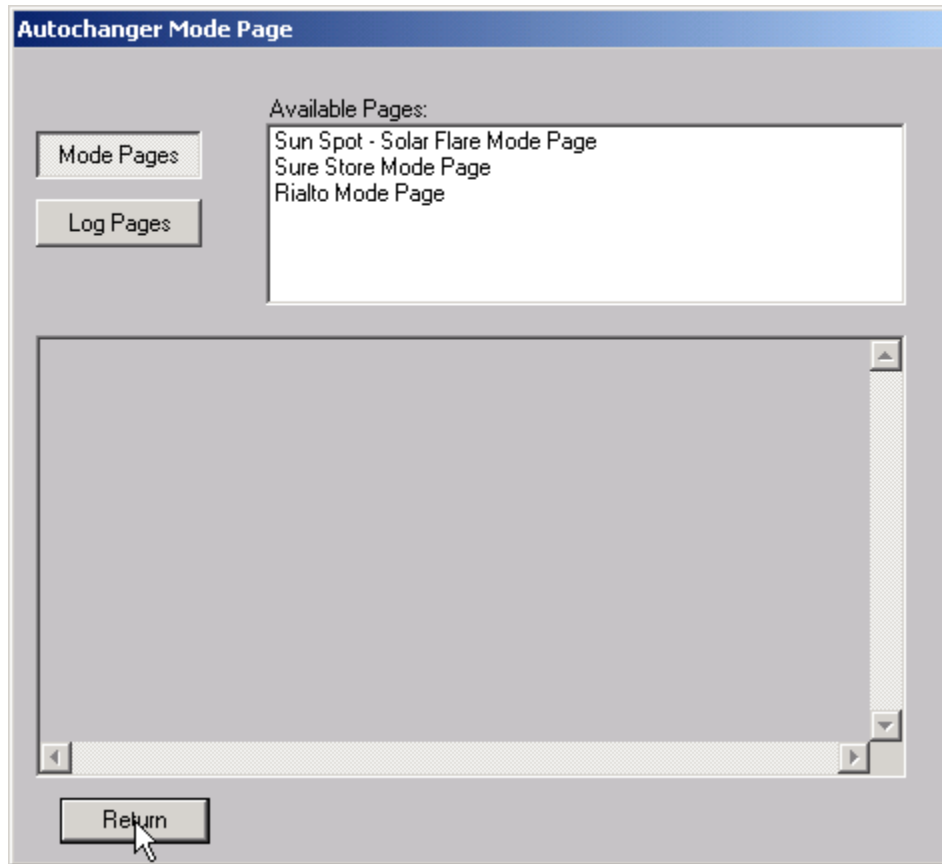 Autochanger Mode Page
Available Pages:
Mode Pages
Sun Spot - Solar Flare Mode Page
Sure Store Mode Page
Rialto Mode Page
Log Pages
Return